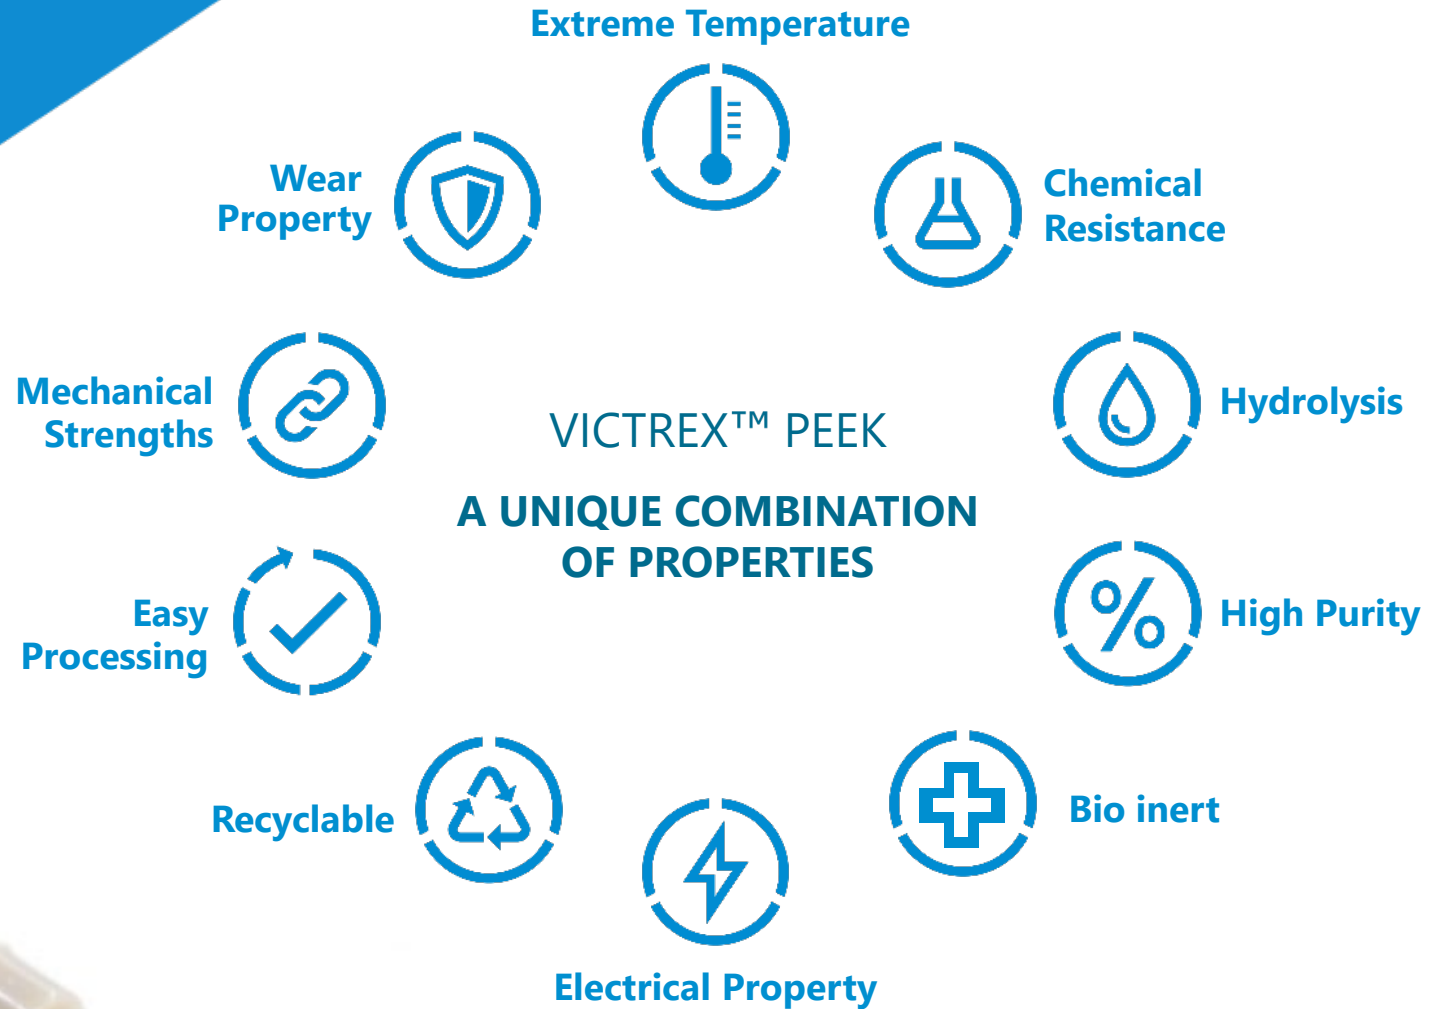 Extreme Temperature
Wear
Property
Chemical
Resistance
Mechanical
Strengths
Hydrolysis
VICTREX™ PEEK
A UNIQUE COMBINATION
OF PROPERTIES
Easy
Processing
High Purity
Recyclable
Bio inert
Electrical Property